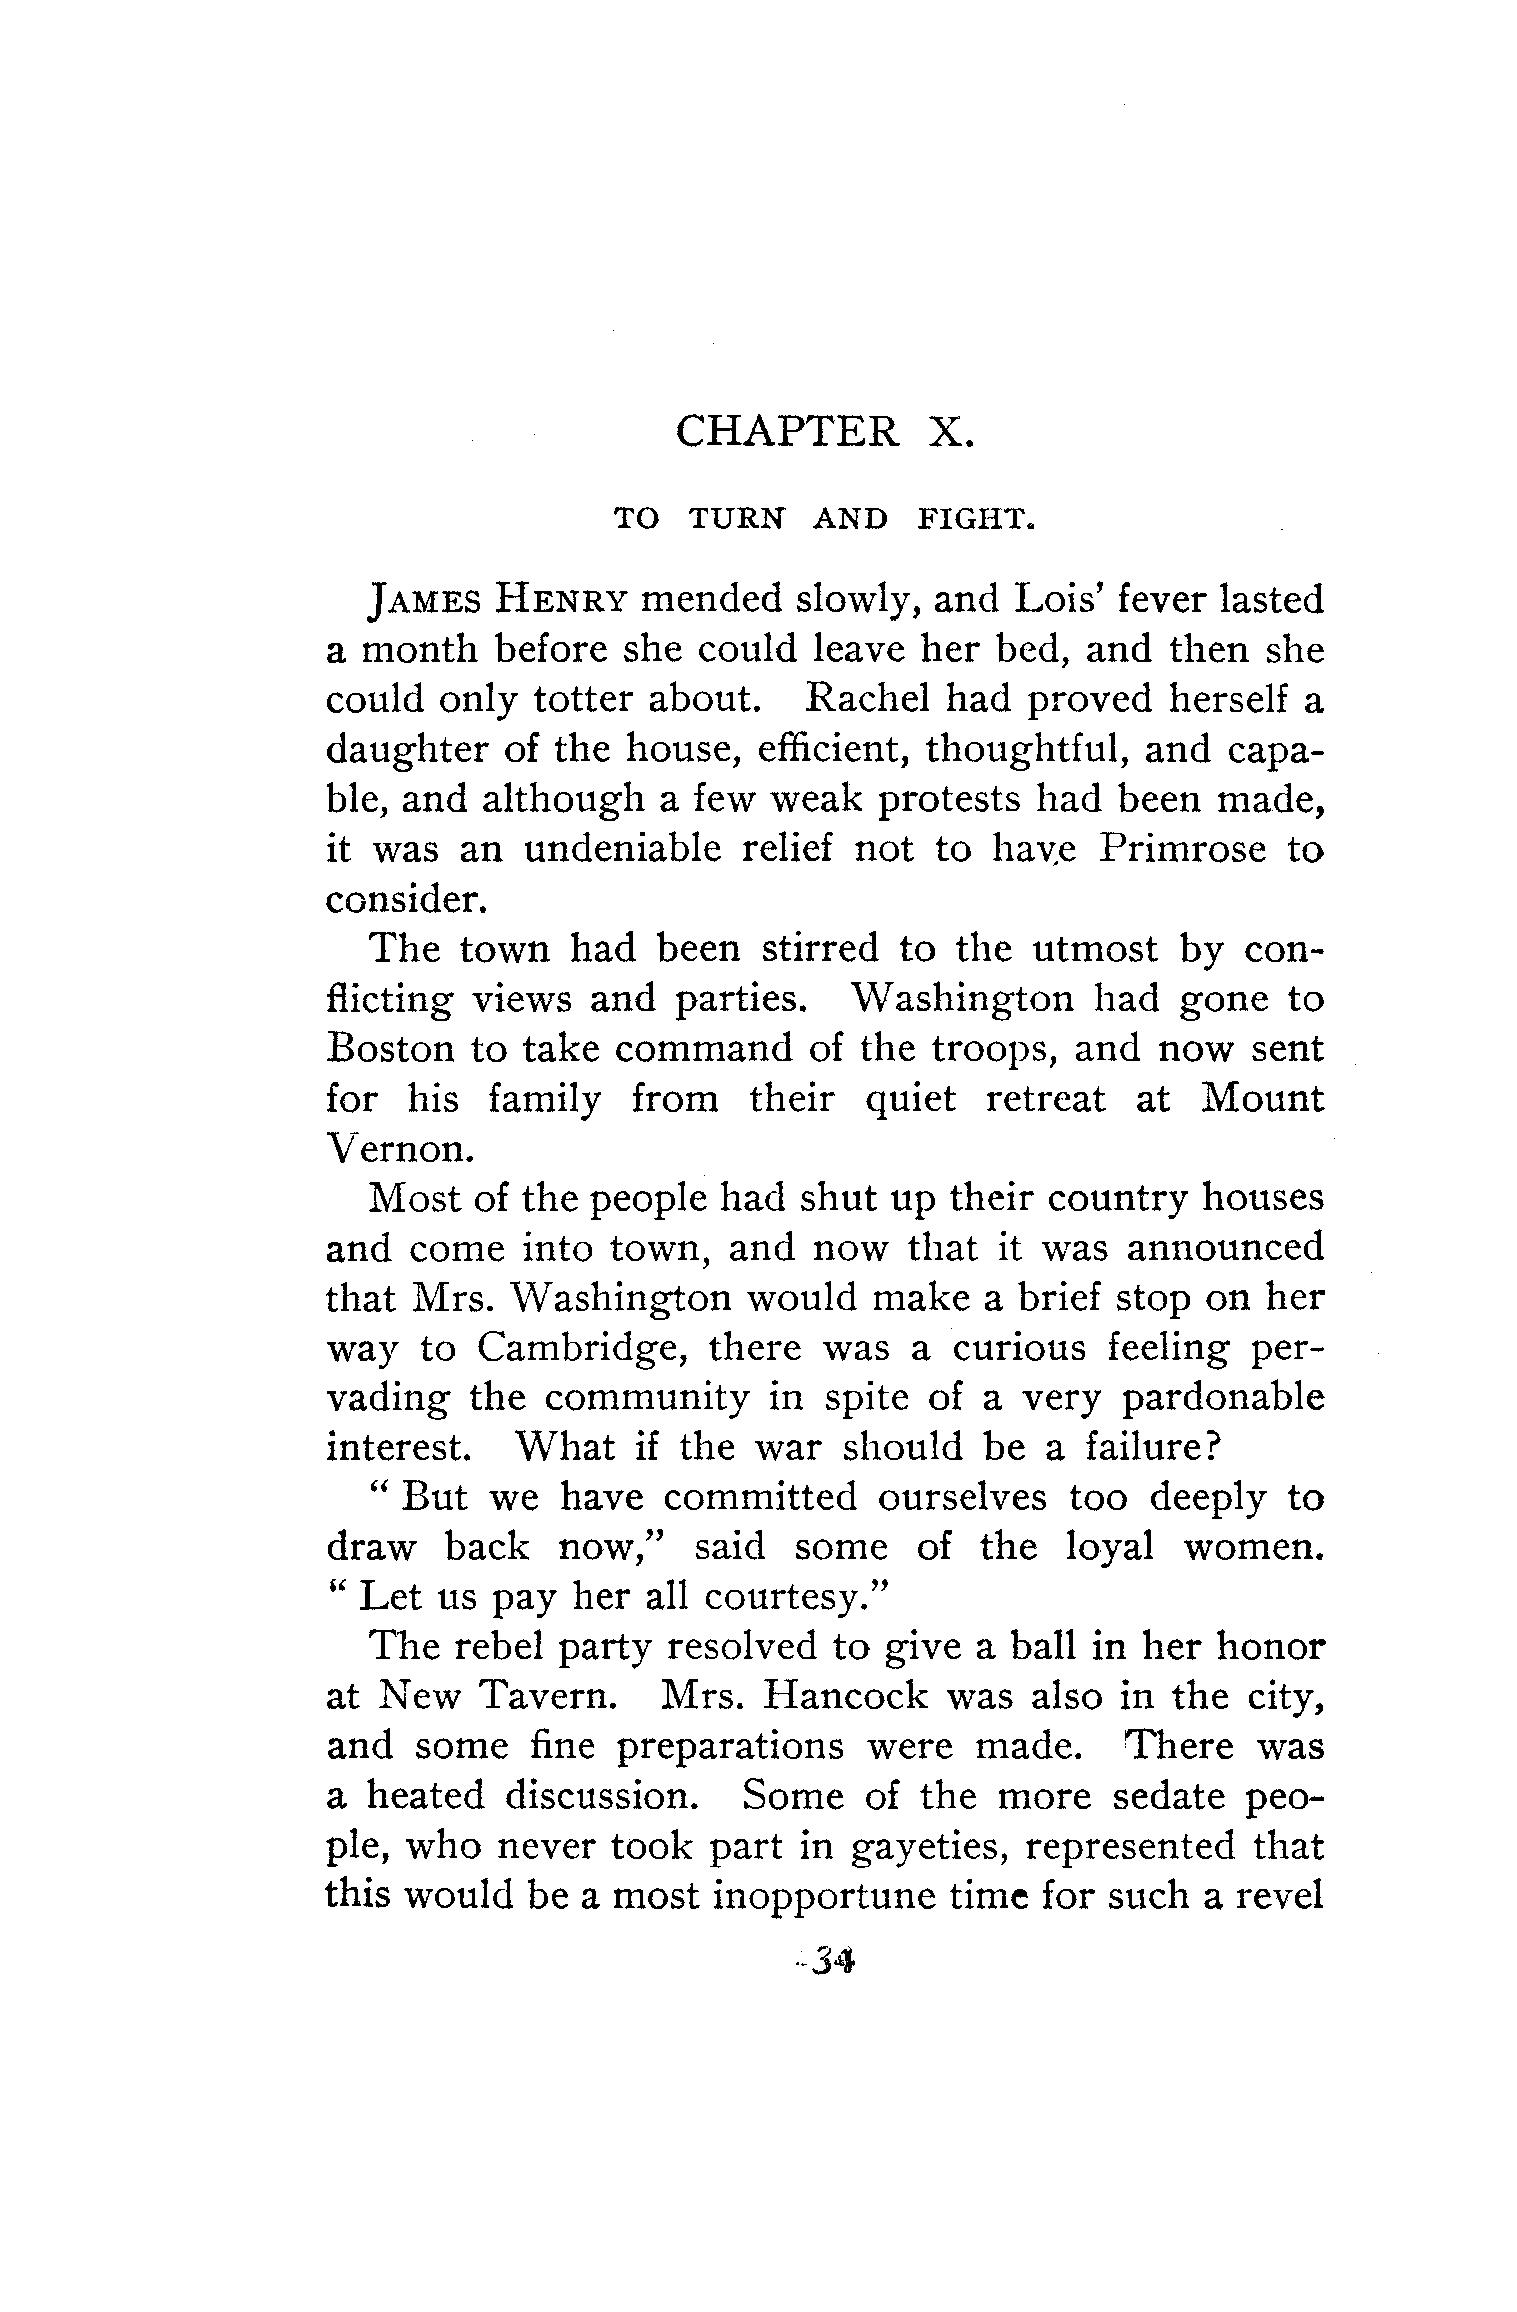 CHAPTER X.
TO TURN AND FIGHT.
JAMES HENRY mended slowly, and Lois' fever lasted
a month before she could leave her bed, and then she
could only totter about. Rachel had proved herself a
daughter of the house, efficient, thoughtful, and capa-
ble, and although a few weak protests had been made,
it was an undeniable relief not to have Primrose to
consider.
The town had been stirred to the utmost by con-
flicting views and parties. Washington had gone to
Boston to take command of the troops, and now sent
for his family from their quiet retreat at Mount
Vernon.
Most of the people had shut up their country houses
and come into town, and now that it was announced
that Mrs. Washington would make a brief stop on her
way to Cambridge, there was a curious feeling per-
vading the community in spite of a very pardonable
interest. What if the war should be a failure?
" But we have committed ourselves too deeply to
draw back now," said some of the loyal women.
" Let us pay her all courtesy."
The rebel party resolved to give a ball in her honor
at New Tavern. Mrs. Hancock was also in the city,
and some fine preparations were made. There was
a heated discussion. Some of the more sedate peo-
ple, who never took part in gayeties, represented that
this would be a most inopportune time for such a revel
34